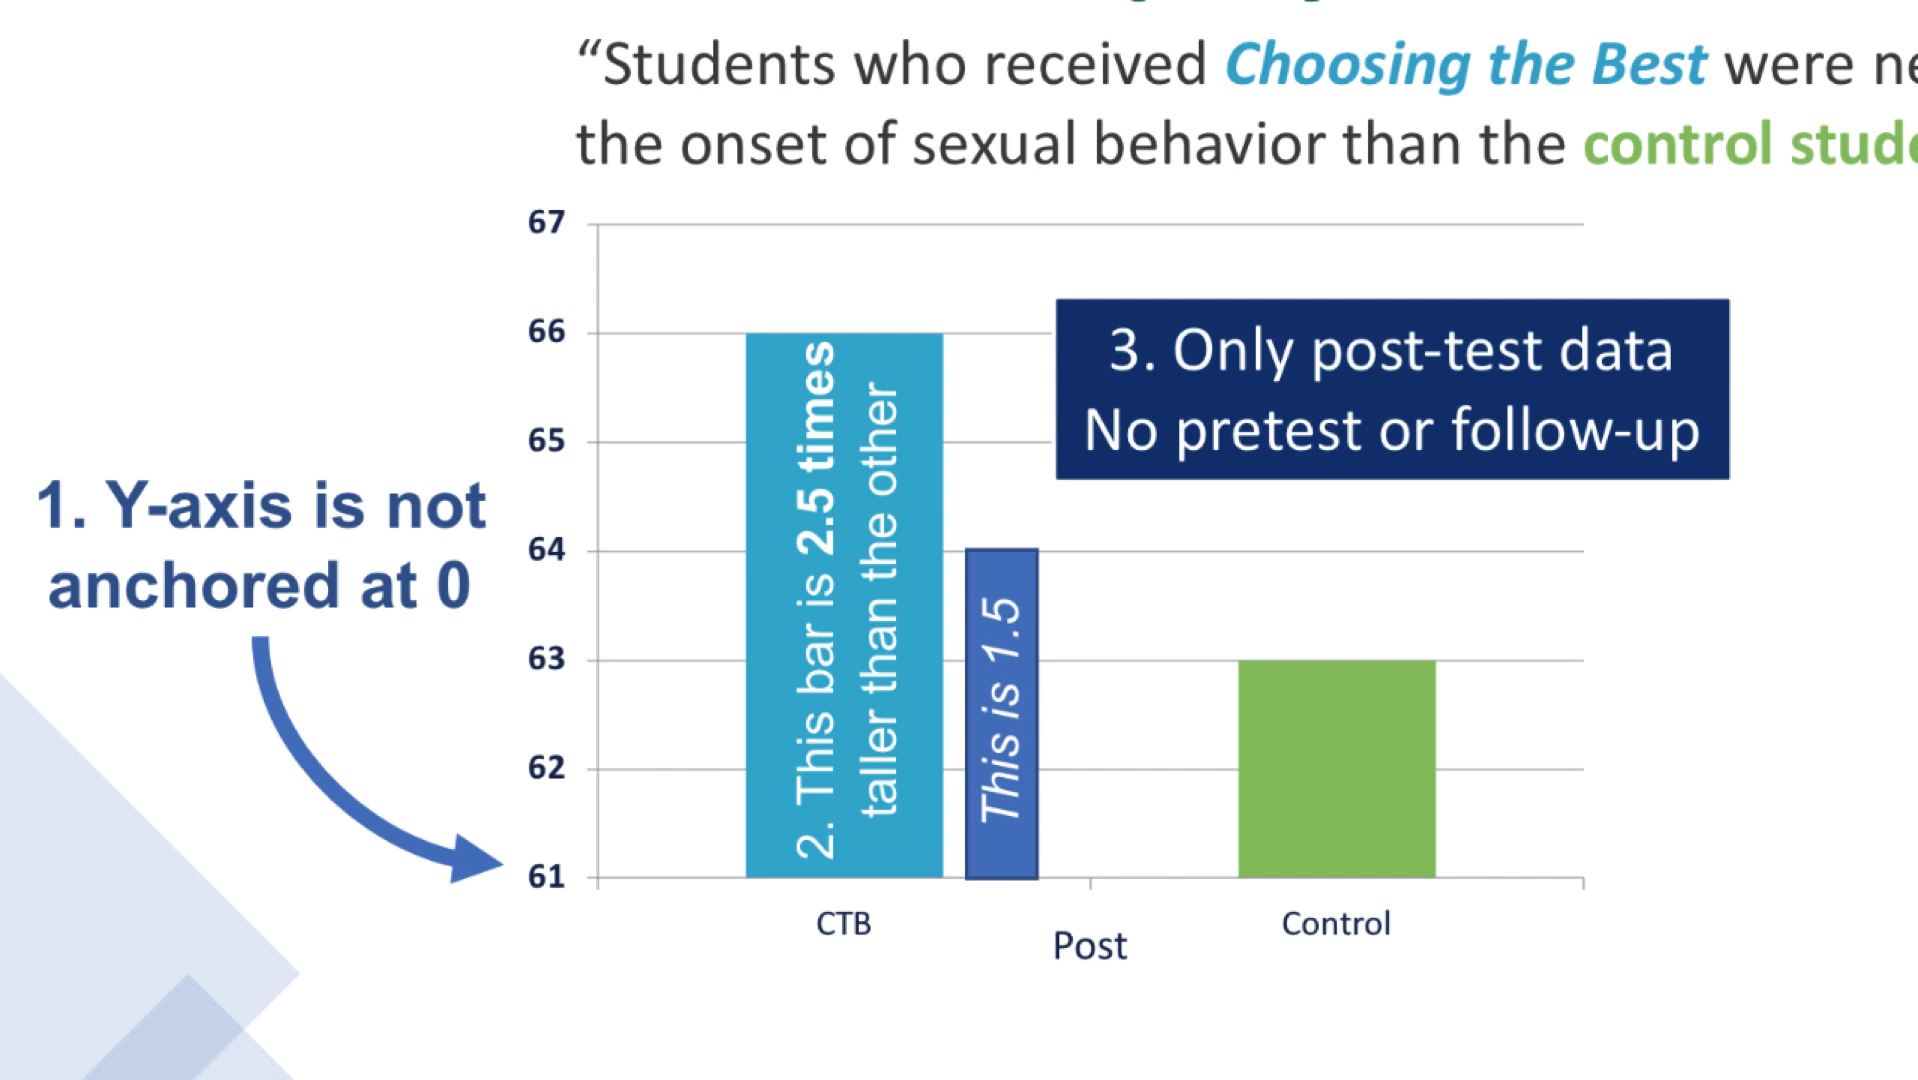 “Students who received Choosing the Best were
the onset of sexual behavior than the control
67
66
65
64
63
62
61
1. Y-axis is not
anchored at 0
2. This bar is 2.5 times
taller than the other
This is 1.5
3. Only post-test data
No pretest or follow-up
CTB
Control
Post